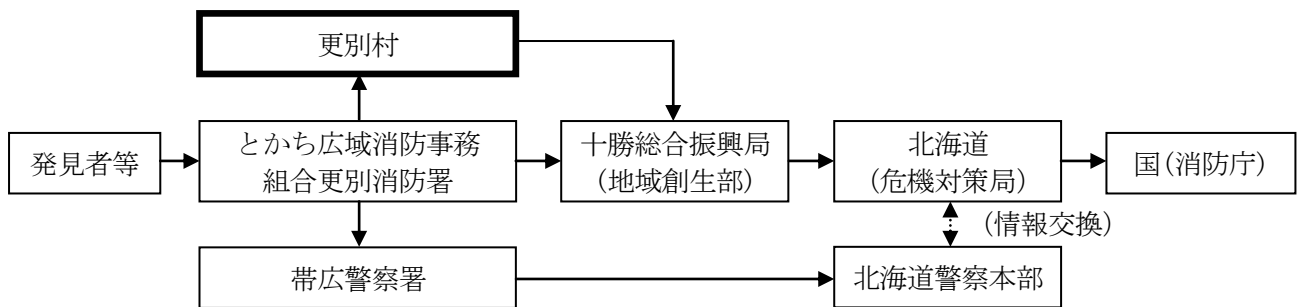 更別村
発見者等
とかち広域消防事務
組合更別消防署
十勝総合振興局
(地域創生部)
北海道
(危機対策局)
国(消防庁)
(情報交換)
帯広警察署
北海道警察本部